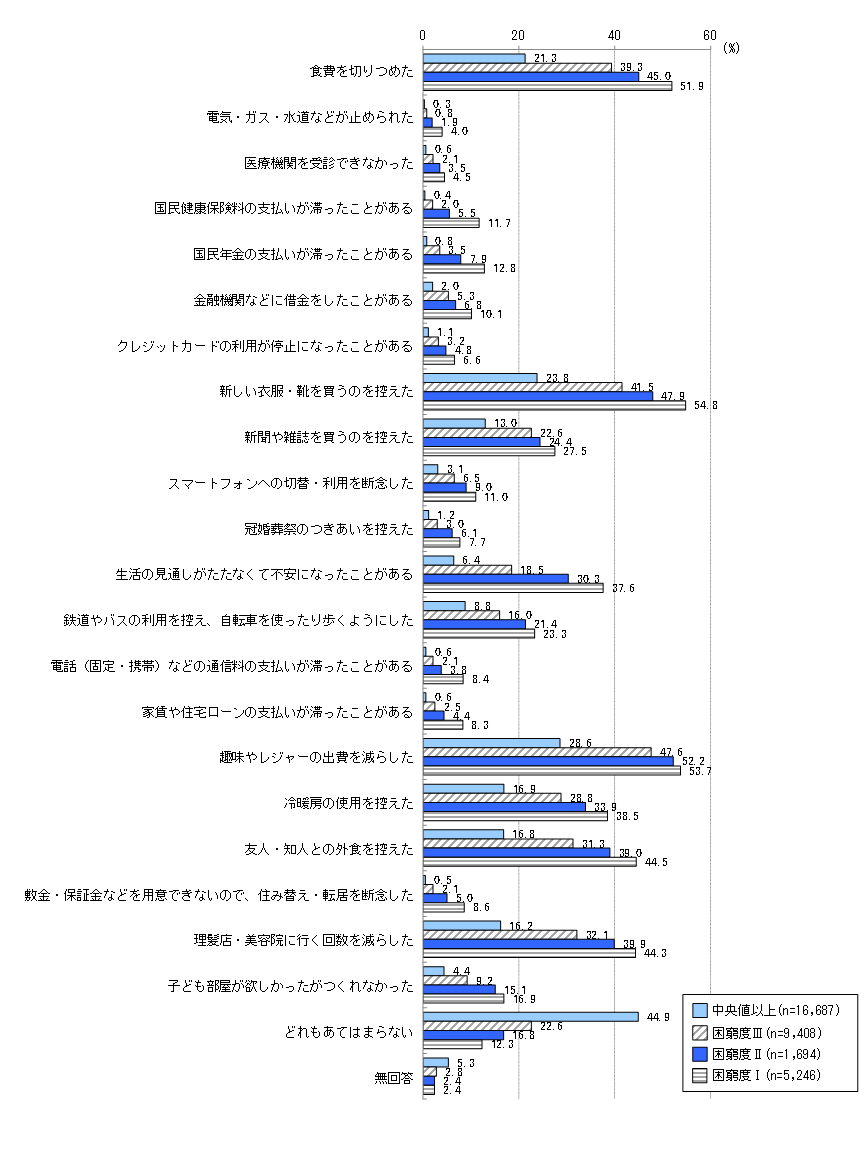 0 20 40 60
(%)
食費を切りつめた 21.3 39.3 45.0 51.9
電気・ガス・水道などが止められた 0.3 0.8 1.9 4.0
医療機関を受診できなかった 0.6 2.1 3.5 4.5
国民健康保険料の支払いが滞ったことがある 0.4 2.0 5.5 11.7
国民年金の支払いが滞ったことがある 0.8 3.5 7.9 12.8
金融機関などに借金をしたことがある 2.0 5.3 6.8 10.1
クレジットカードの利用が停止になったことがある 1.1 3.2 4.8 6.6
新しい衣服・靴を買うのを控えた 23.8 41.5 47.9 54.8
新聞や雑誌を買うのを控えた 13.0 22.6 24.4 27.5
スマートフォンへの切替・利用を断念した 3.1 6.5 9.0 11.0
冠婚葬祭のつきあいを控えた 1.2 3.0 6.1 7.7
生活の見通しがたたなくて不安になったことがある 6.4 18.5 30.3 37.6
鉄道やバスの利用を控え、自転車を使ったり歩くようにした 8.8 16.0 21.4 23.3
電話（固定・携帯）などの通信料の支払いが滞ったことがある 0.6 2.1 3.8 8.4
家賃や住宅ローンの支払いが滞ったことがある 0.6 2.5 4.4 8.3
趣味やレジャーの出費を減らした 28.6 47.6 52.2 53.7
冷暖房の使用を控えた 16.9 28.8 33.9 38.5
友人・知人との外食を控えた 16.8 31.3 39.0 44.5
敷金・保証金などを用意できないので、住み替え・転居を断念した 0.5 2.1 5.0 8.6
理髪店・美容院に行く回数を減らした 16.2 32.1 39.9 44.3
子ども部屋が欲しかったがつくれなかった 4.4 9.2 15.1 16.9
どれもあてはまらない 44.9 22.6 16.8 12.3
無回答 5.3 2.8 2.4 2.4
中央値以上(n=16,687)
困窮度Ⅲ(n=9,408)
困窮度Ⅱ(n=1,694)
困窮度Ⅰ(n=5,246)